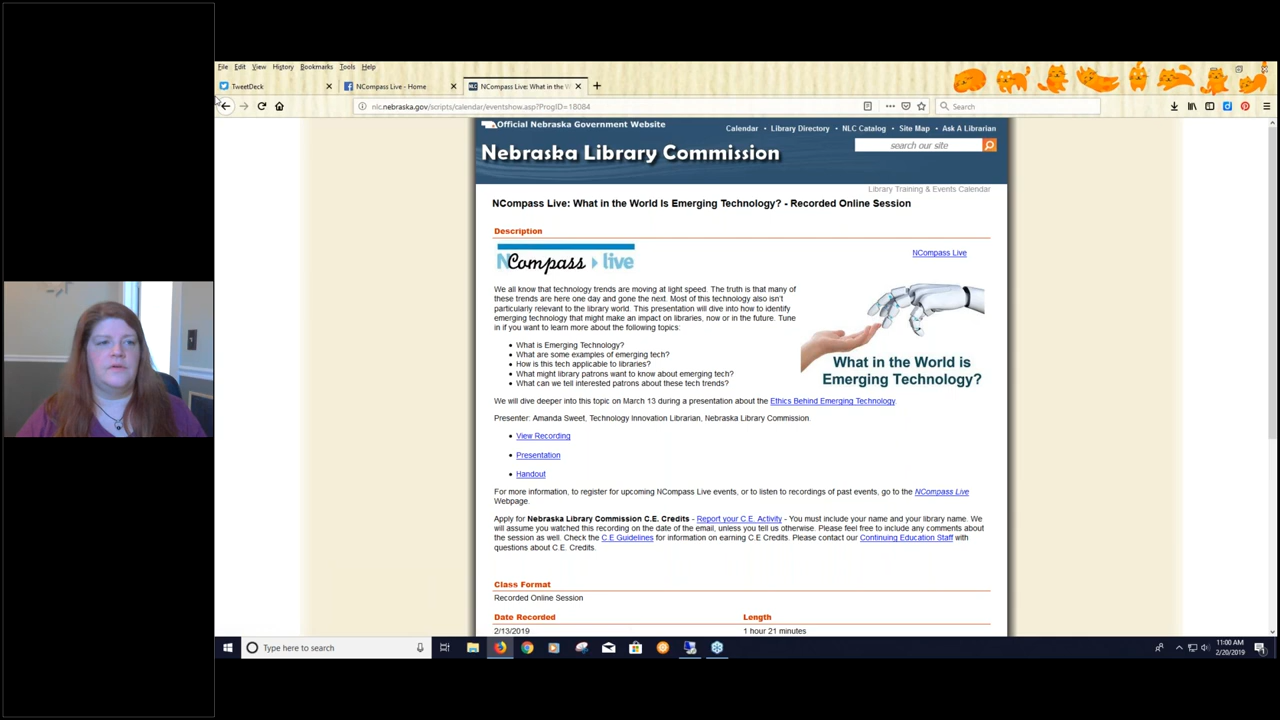 File Edit View History Bookmarks Tools Help
TweetDeck
NCompass Live - Home
NCompass Live: What in the W
nlc.nebraska.gov/scripts/calendar/eventshow.asp?ProgID=18084
Search
Official Nebraska Government Website
Calendar • Library Directory • NLC Catalog • Site Map • Ask A Librarian
Nebraska Library Commission
search our site
Library Training & Events Calendar
NCompass Live: What in the World Is Emerging Technology? - Recorded Online Session
Description
NCompass live
NCompass Live
We all know that technology trends are moving at light speed. The truth is that many of
these trends are here one day and gone the next. Most of this technology also isn't
particularly relevant to the library world. This presentation will dive into how to identify
emerging technology that might make an impact on libraries, now or in the future. Tune
in if you want to learn more about the following topics:
• What is Emerging Technology?
• What are some examples of emerging tech?
• How is this tech applicable to libraries?
• What might library patrons want to know about emerging tech?
• What can we tell interested patrons about these tech trends?
What in the World is
Emerging Technology?
We will dive deeper into this topic on March 13 during a presentation about the Ethics Behind Emerging Technology.
Presenter: Amanda Sweet, Technology Innovation Librarian, Nebraska Library Commission.
• View Recording
• Presentation
• Handout
For more information, to register for upcoming NCompass Live events, or to listen to recordings of past events, go to the NCompass Live
Webpage.
Apply for Nebraska Library Commission C.E. Credits - Report your C.E. Activity - You must include your name and your library name. We
will assume you watched this recording on the date of the email, unless you tell us otherwise. Please feel free to include any comments about
the session as well. Check the C.E Guidelines for information on earning C.E Credits. Please contact our Continuing Education Staff with
questions about C.E. Credits.
Class Format
Recorded Online Session
Date Recorded
Length
2/13/2019
1 hour 21 minutes
Type here to search
11:00 AM
2/20/2019